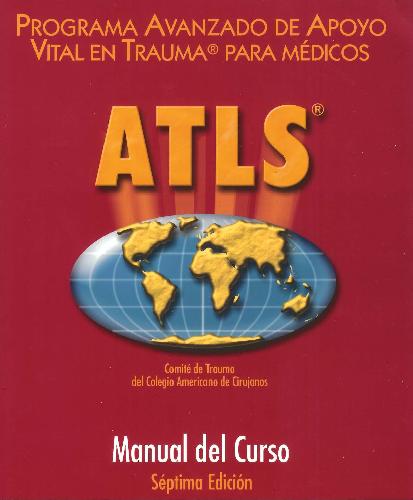 PROGRAMA AVANZADO DE APOYO
VITAL EN TRAUMA® PARA MÉDICOS
ATLS®
Comité de Trauma
del Colegio Americano de Cirujanos
Manual del Curso
Séptima Edición